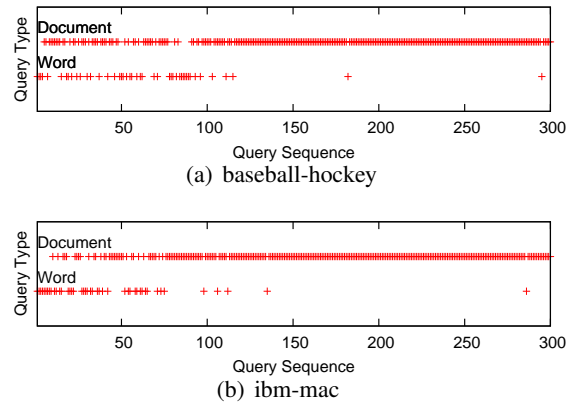 Query Type
Document
Word
50 100 150 200 250 300
Query Sequence
(a) baseball-hockey
Query Type
Document
Word
50 100 150 200 250 300
Query Sequence
(b) ibm-mac